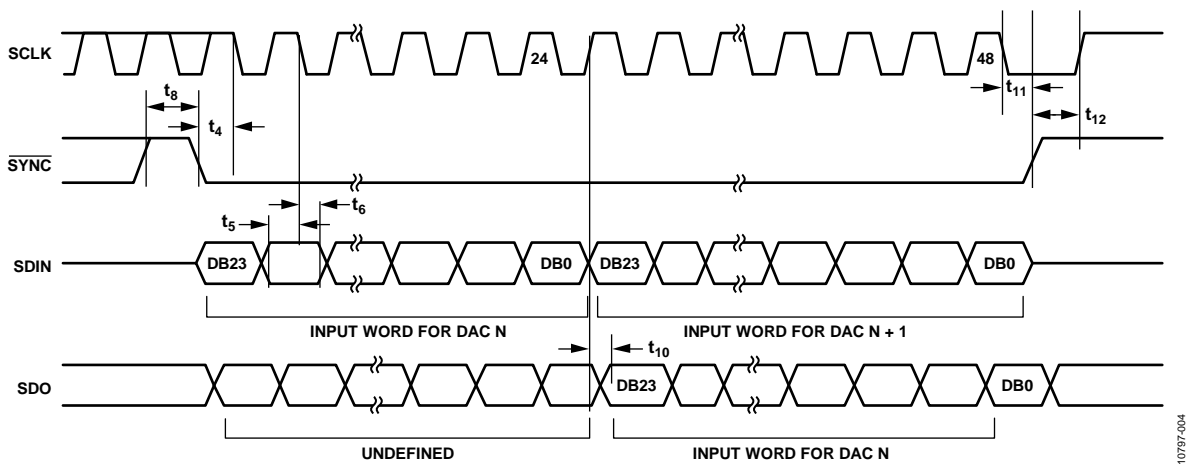 SCLK
24
48
t8
t4
t11
t12
SYNC
t5
t6
SDIN
DB23
DB0
DB23
DB0
INPUT WORD FOR DAC N
INPUT WORD FOR DAC N + 1
t10
SDO
DB23
DB0
UNDEFINED
INPUT WORD FOR DAC N
10797-004